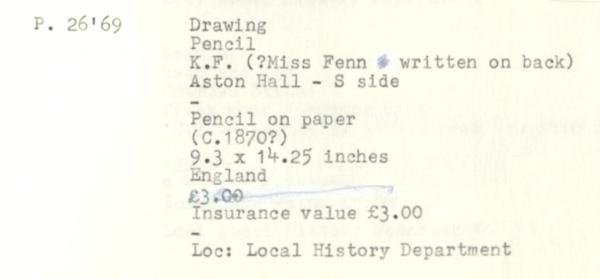 P. 26'69 Drawing
Pencil
K.F. (?Miss Fenn written on back)
Aston Hall - S side
-
Pencil on paper
(C.1870?)
9.3 x 14.25 inches
England
£3.00
Insurance value £3.00
-
Loc: Local History Department